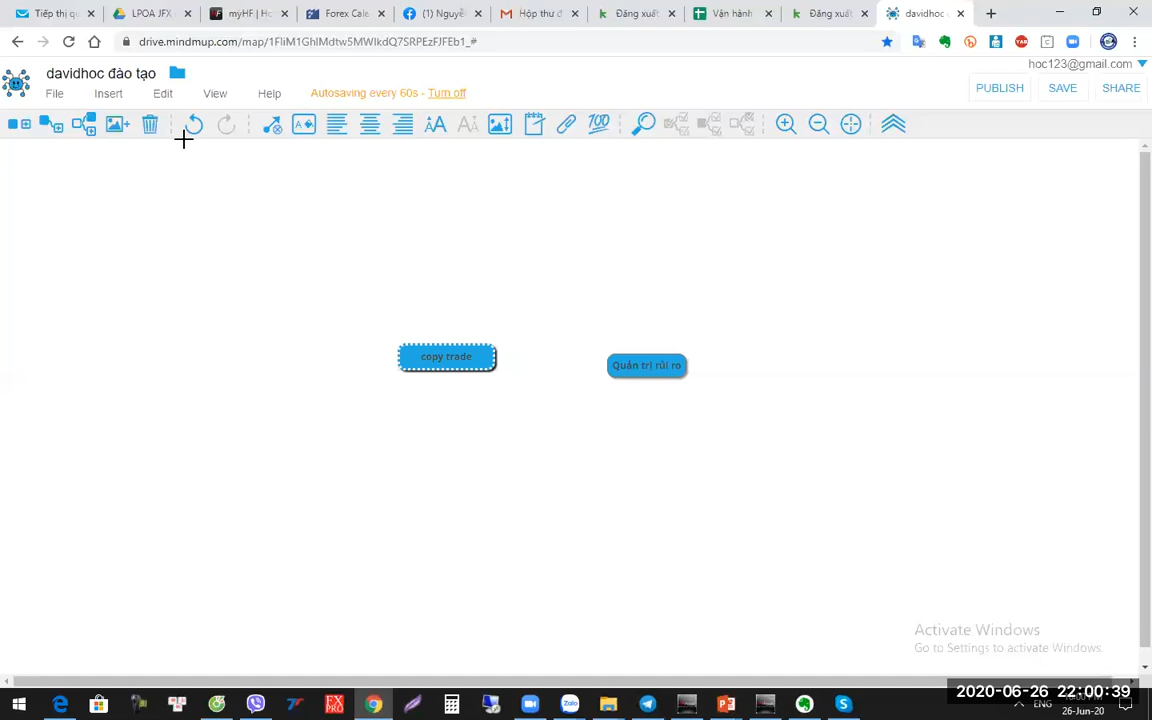 Tiếp thị qu
LPOA JFX
myHF | Ho
Forex Cale
(1) Nguyễ
Hộp thư đ
Đăng xuất
Vận hành
Đăng xuất
davidhoc
drive.mindmup.com/map/1FliM1GhlMdtw5MWlkdQ7SRPEzFJFEb1_#
davidhoc đào tạo
hoc123@gmail.com
File
Insert
Edit
View
Help
Autosaving every 60s
Turn off
PUBLISH
SAVE
SHARE
copy trade
Quản trị rủi ro
Activate Windows
Go to Settings to activate Windows.
ENG
2020-06-26 22:00:39
26-Jun-20